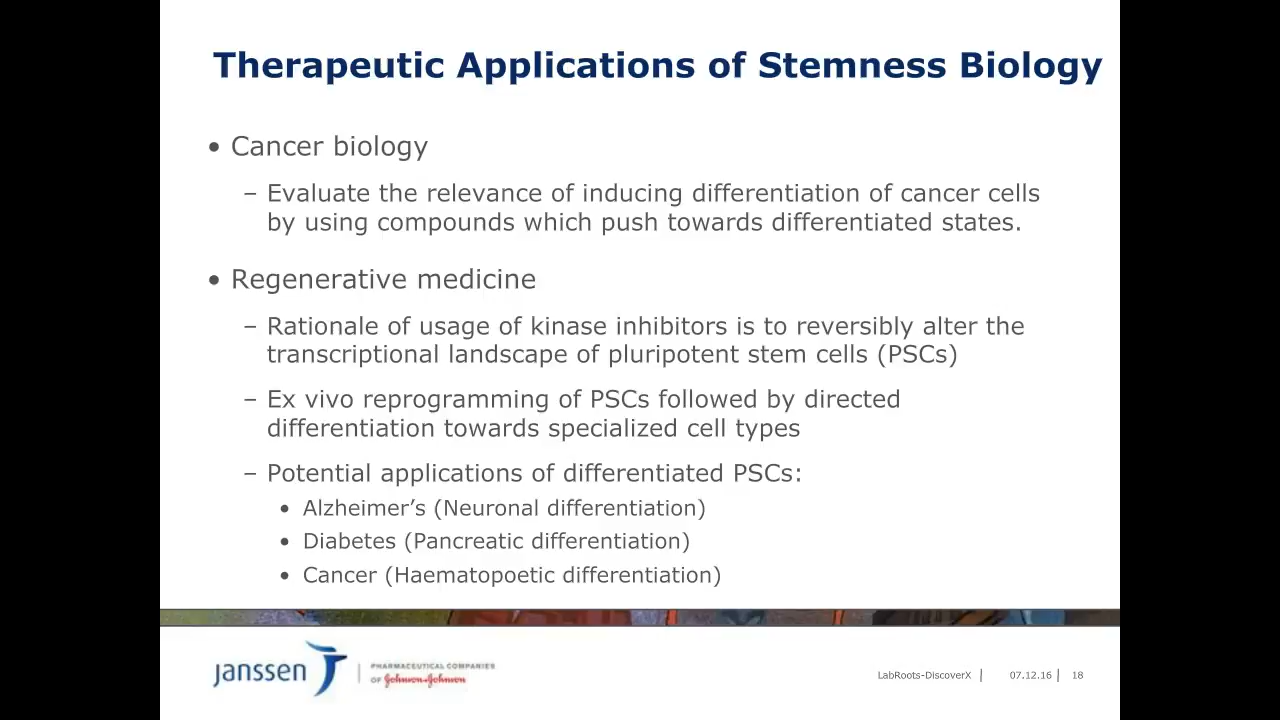 Therapeutic Applications of Stemness Biology
• Cancer biology
– Evaluate the relevance of inducing differentiation of cancer cells
by using compounds which push towards differentiated states.
• Regenerative medicine
– Rationale of usage of kinase inhibitors is to reversibly alter the
transcriptional landscape of pluripotent stem cells (PSCs)
– Ex vivo reprogramming of PSCs followed by directed
differentiation towards specialized cell types
– Potential applications of differentiated PSCs:
• Alzheimer’s (Neuronal differentiation)
• Diabetes (Pancreatic differentiation)
• Cancer (Haematopoetic differentiation)
janssen | PHARMACEUTICAL COMPANIES
OF Johnson&Johnson
LabRoots-DiscoverX | 07.12.16 | 18